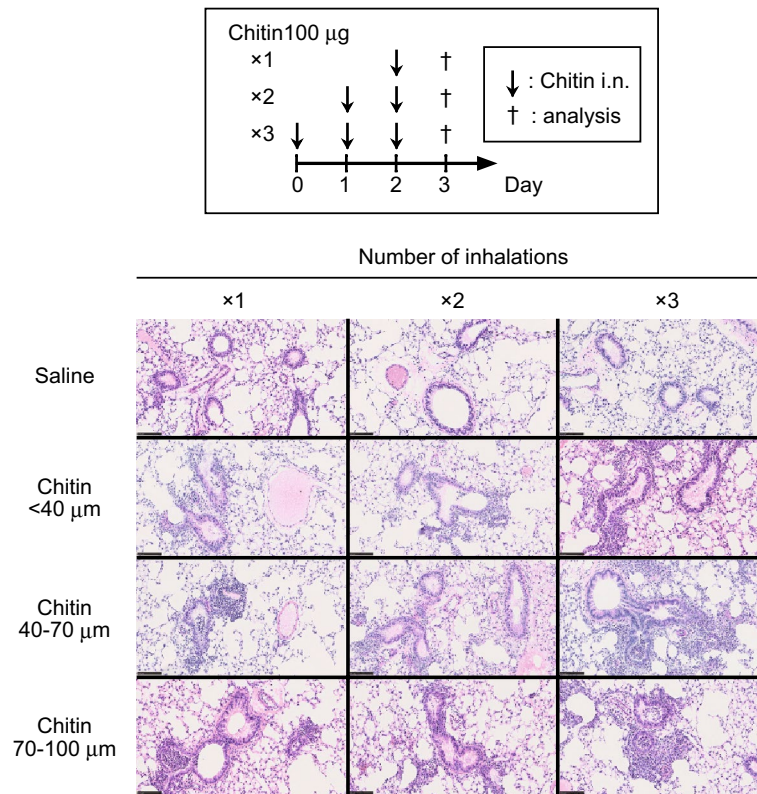 Chitin100 μg
×1
×2
×3
↓ : Chitin i.n.
† : analysis
0 1 2 3 Day
Number of inhalations
×1 ×2 ×3
Saline
Chitin
<40 μm
Chitin
40-70 μm
Chitin
70-100 μm